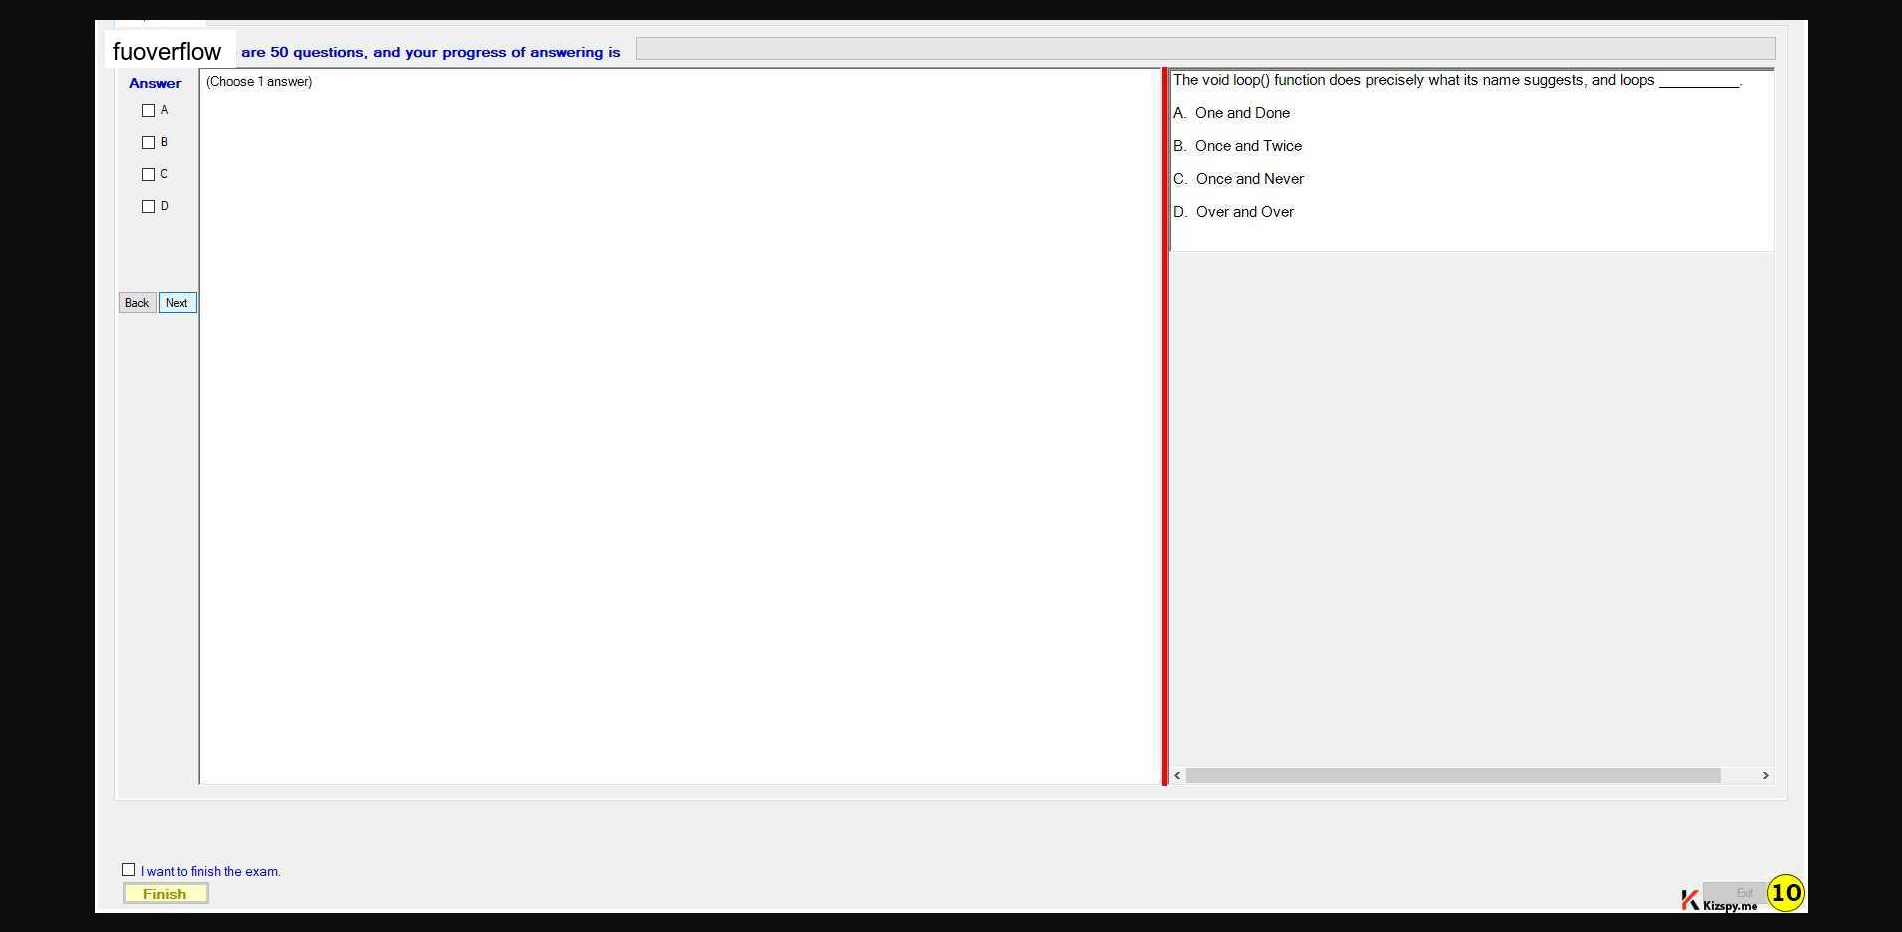 fuoverflow are 50 questions, and your progress of answering is
Answer
(Choose 1 answer)
A
B
C
D
Back
Next
The void loop() function does precisely what its name suggests, and loops __________.
A. One and Done
B. Once and Twice
C. Once and Never
D. Over and Over
I want to finish the exam.
Finish
Exit
Kizspy.me
10